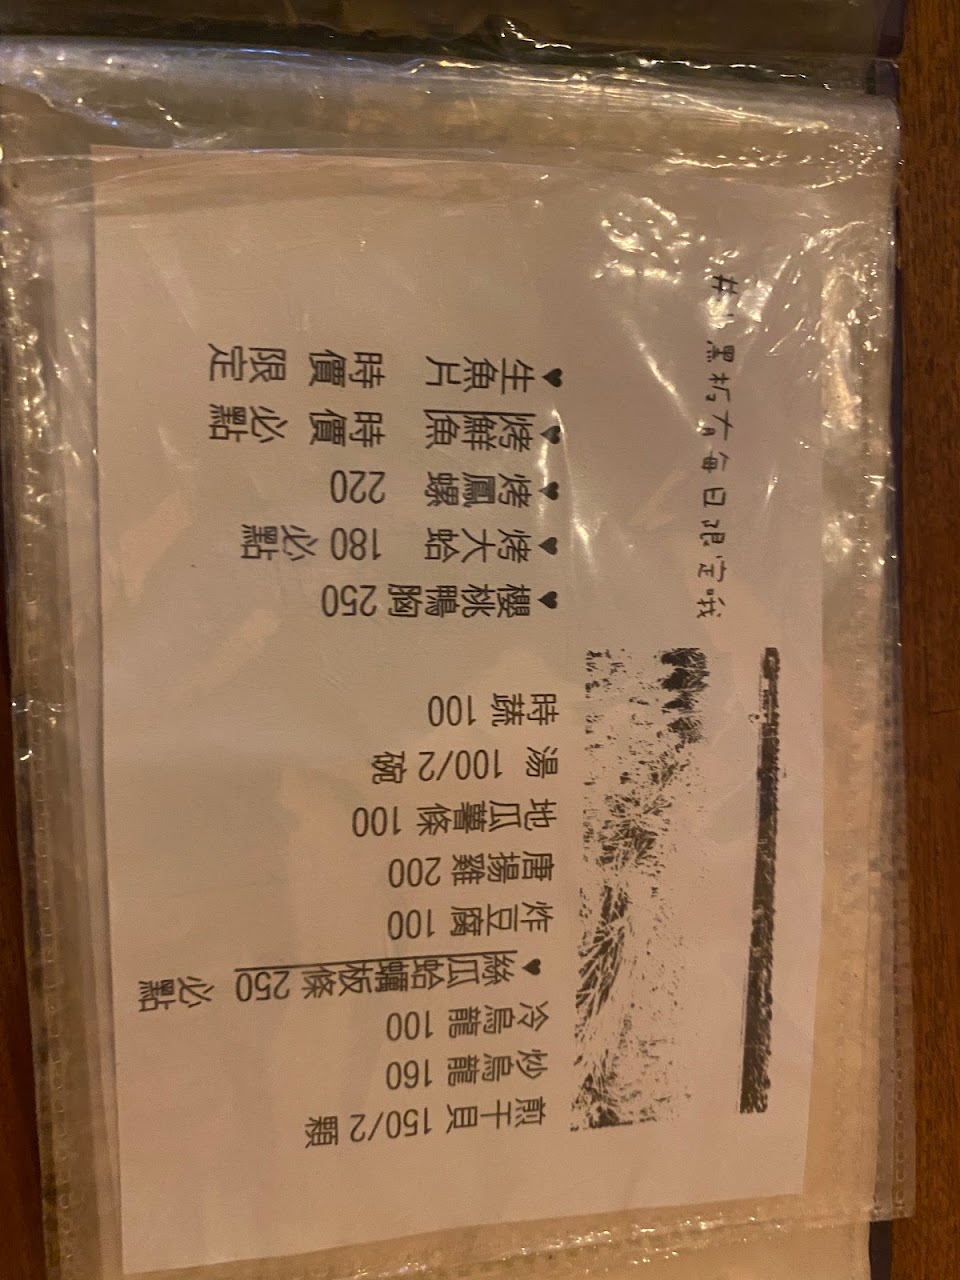 煎干貝 150/2 顆
炒烏龍 160
冷烏龍 100
♥絲瓜蛤蠣板條 250 必點
炸豆腐 100
唐揚雞 200
地瓜薯條 100
湯 100/2 碗
時蔬 100
♥櫻桃鴨胸 250
♥烤大蛤 180 必點
♥烤鳳螺 220
♥烤鮮魚 時價 必點
♥生魚片 時價 限定
黑板有每日限定哦